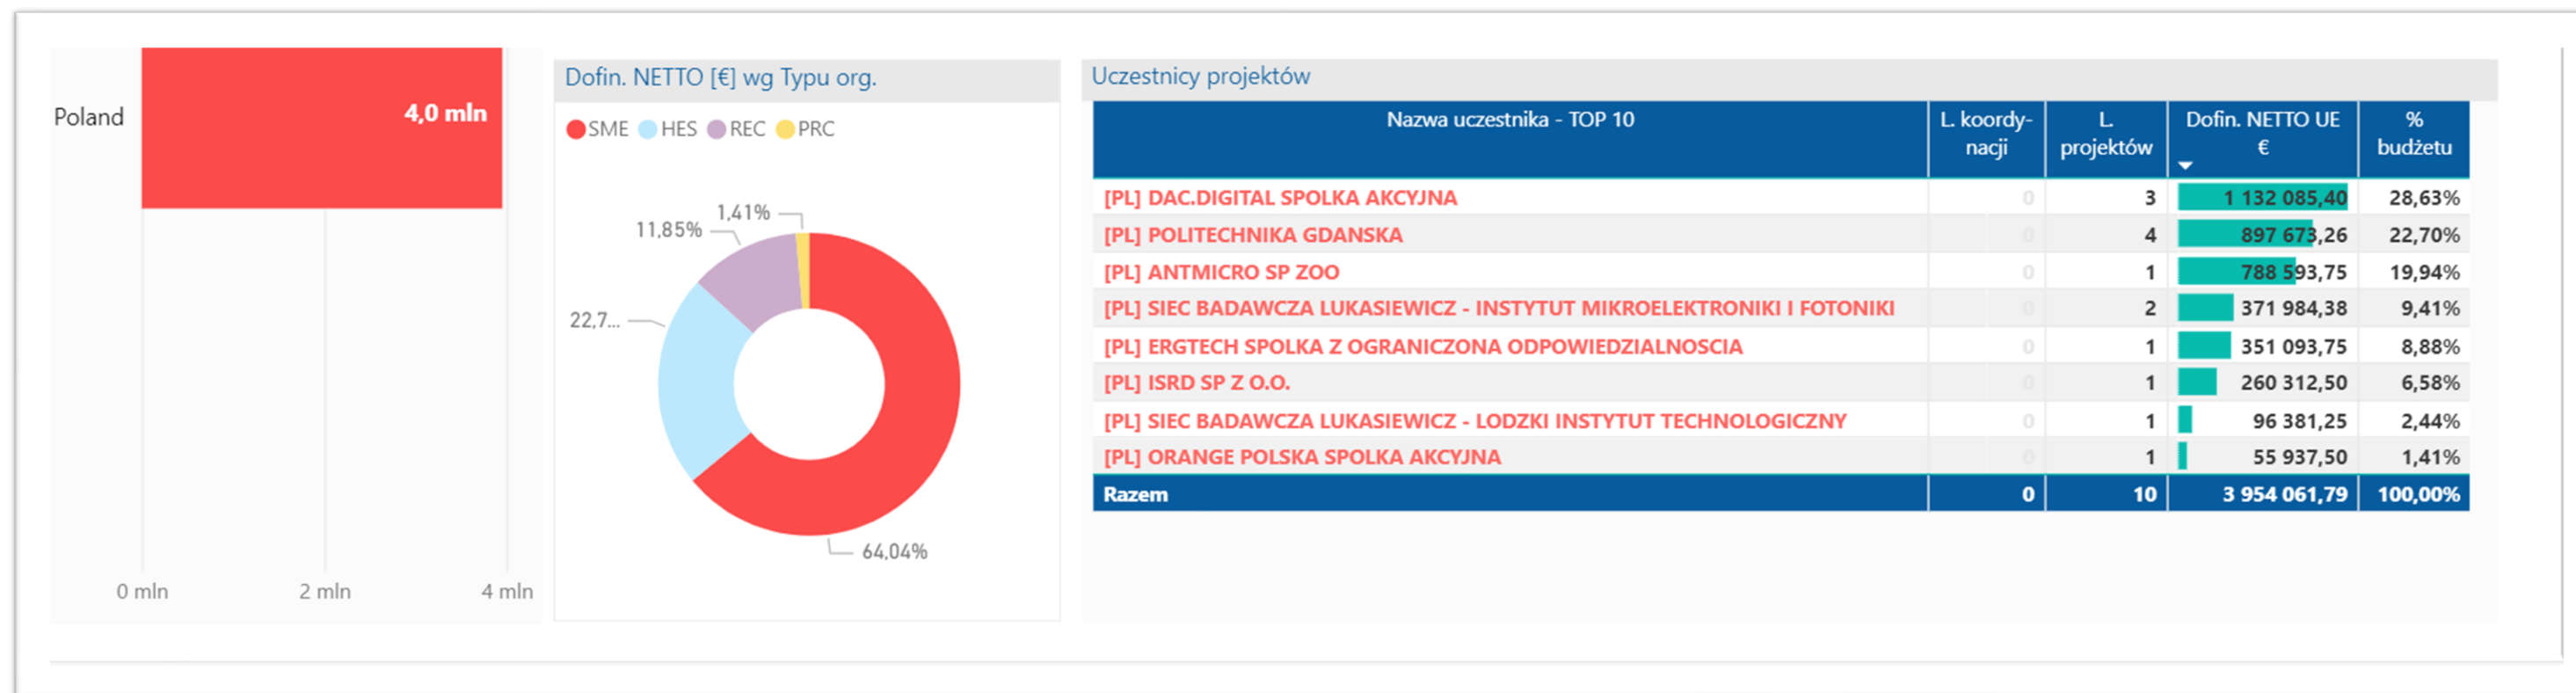 Poland
4,0 mln
0 mln 2 mln 4 mln
Dofin. NETTO [€] wg Typu org.
SME HES REC PRC
1,41%
11,85%
22,7...
64,04%
Uczestnicy projektów
Nazwa uczestnika - TOP 10 L. koordy- L. Dofin. NETTO UE %
nacji projektów € budżetu
[PL] DAC.DIGITAL SPOLKA AKCYJNA 0 3 1 132 085,40 28,63%
[PL] POLITECHNIKA GDANSKA 0 4 897 673,26 22,70%
[PL] ANTMICRO SP ZOO 0 1 788 593,75 19,94%
[PL] SIEC BADAWCZA LUKASIEWICZ - INSTYTUT MIKROELEKTRONIKI I FOTONIKI 0 2 371 984,38 9,41%
[PL] ERGTECH SPOLKA Z OGRANICZONA ODPOWIEDZIALNOSCIA 0 1 351 093,75 8,88%
[PL] ISRD SP Z O.O. 0 1 260 312,50 6,58%
[PL] SIEC BADAWCZA LUKASIEWICZ - LODZKI INSTYTUT TECHNOLOGICZNY 0 1 96 381,25 2,44%
[PL] ORANGE POLSKA SPOLKA AKCYJNA 0 1 55 937,50 1,41%
Razem 0 10 3 954 061,79 100,00%